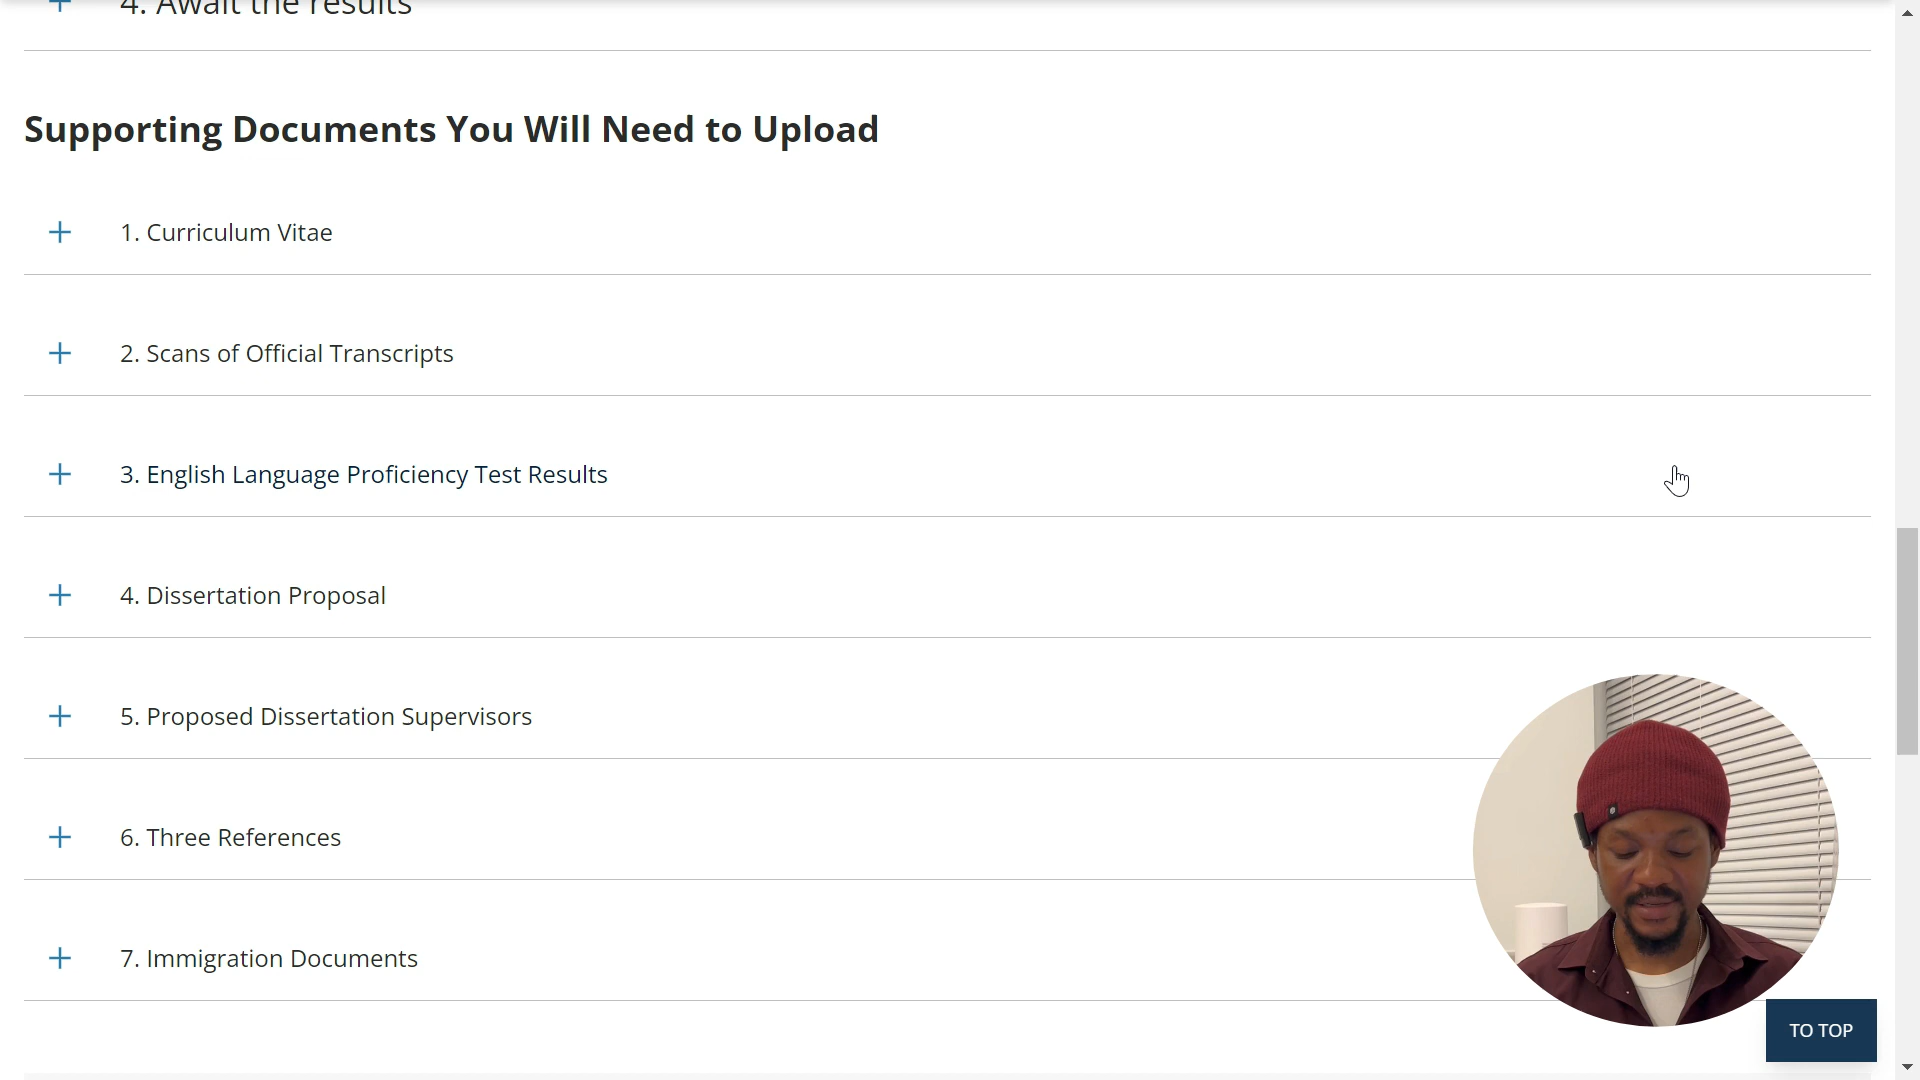 4. Await the results
Supporting Documents You Will Need to Upload
1. Curriculum Vitae
2. Scans of Official Transcripts
3. English Language Proficiency Test Results
4. Dissertation Proposal
5. Proposed Dissertation Supervisors
6. Three References
7. Immigration Documents
TO TOP